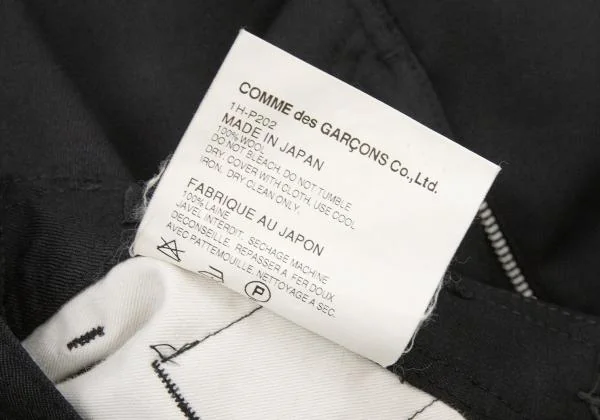 COMME des GARÇONS Co.,Ltd.
1H-P202
MADE IN JAPAN
100% WOOL
DO NOT BLEACH. DO NOT TUMBLE
DRY. COVER WITH CLOTH, USE COOL
IRON. DRY CLEAN ONLY.
FABRIQUE AU JAPON
100% LAINE
JAVEL INTERDIT. SECHAGE MACHINE
DECONSEILLE. REPASSER A FER DOUX
AVEC PATTEMOUILLE. NETTOYAGE A SEC.
P